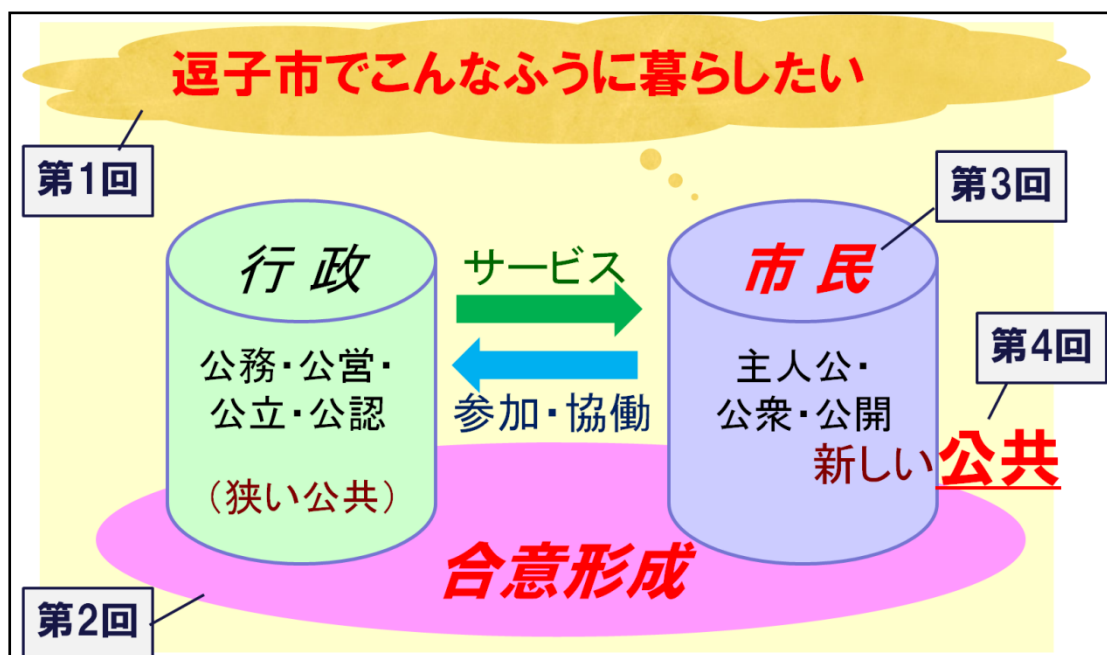 逗子市でこんなふうに暮らしたい
第1回
第3回
行政
サービス
市民
第4回
公務・公営・
公立・公認
参加・協働
主人公・
公衆・公開
新しい公共
(狭い公共)
合意形成
第2回